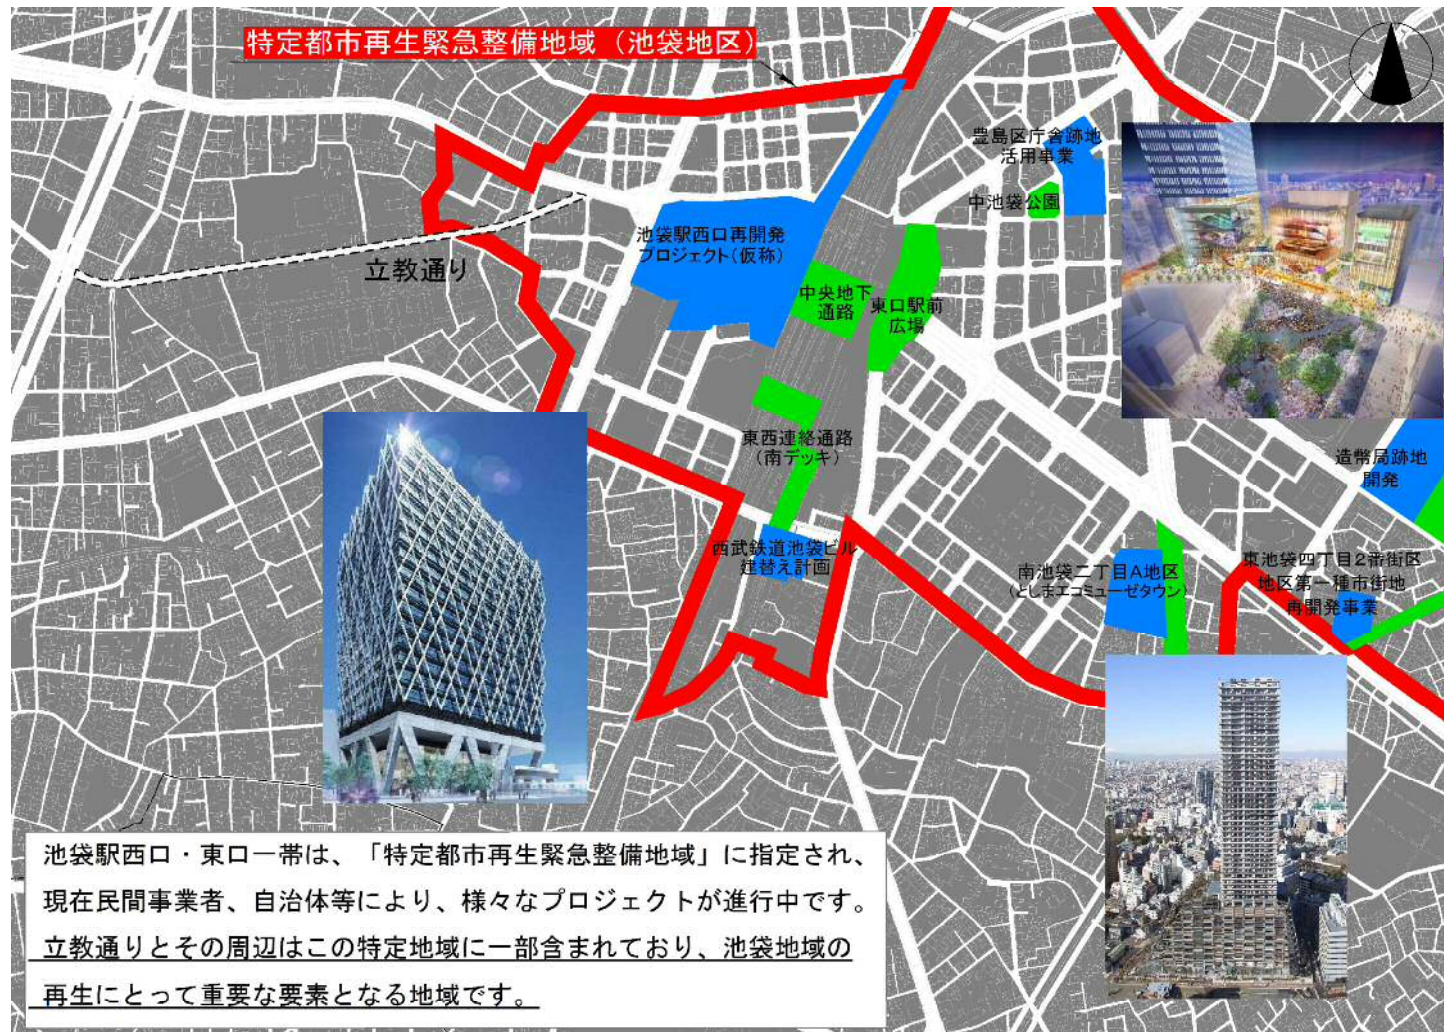 特定都市再生緊急整備地域（池袋地区）
豊島区庁舎跡地
活用事業
中池袋公園
池袋駅西口再開発
プロジェクト(仮称)
立教通り
中央地下
通路
東口駅前
広場
東西連絡通路
（南デッキ）
造幣局跡地
開発
西武鉄道池袋ビル
建替え計画
南池袋二丁目A地区
（としまエコミューゼタウン）
東池袋四丁目2番街区
地区第一種市街地
再開発事業
池袋駅西口・東口一帯は、「特定都市再生緊急整備地域」に指定され、
現在民間事業者、自治体等により、様々なプロジェクトが進行中です。
立教通りとその周辺はこの特定地域に一部含まれており、池袋地域の
再生にとって重要な要素となる地域です。